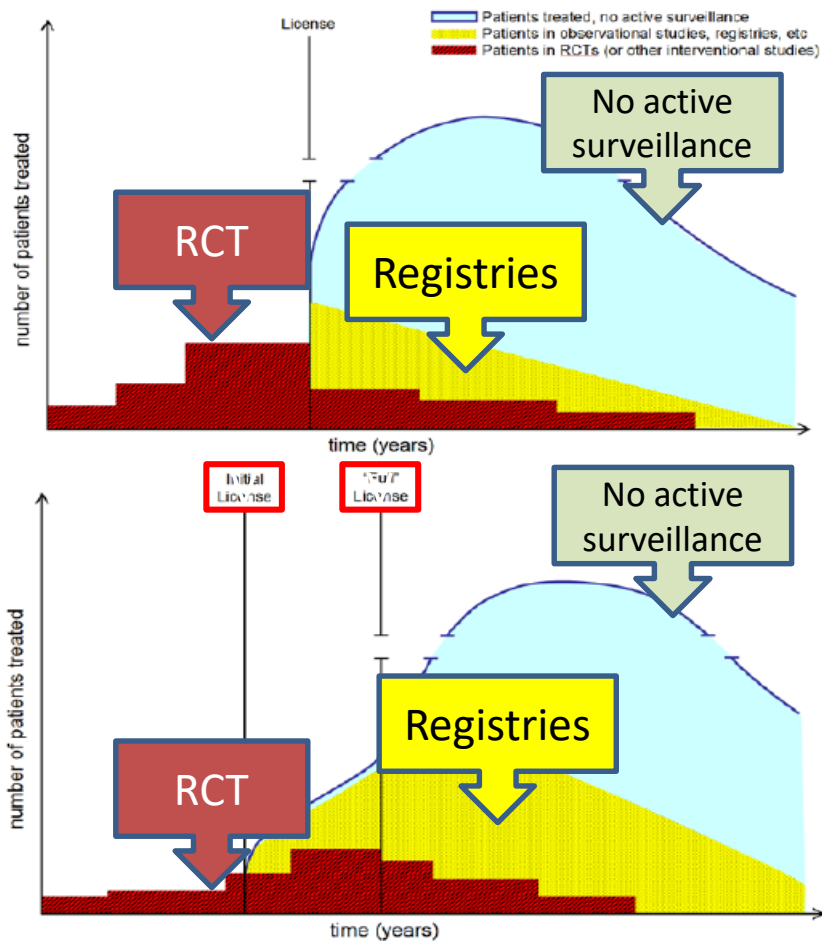 License
Patients treated, no active surveillance
Patients in observational studies, registries, etc
Patients in RCTs (or other interventional studies)
No active
surveillance
RCT
Registries
number of patients treated
time (years)
Initial
License
"Full"
License
No active
surveillance
Registries
RCT
number of patients treated
time (years)